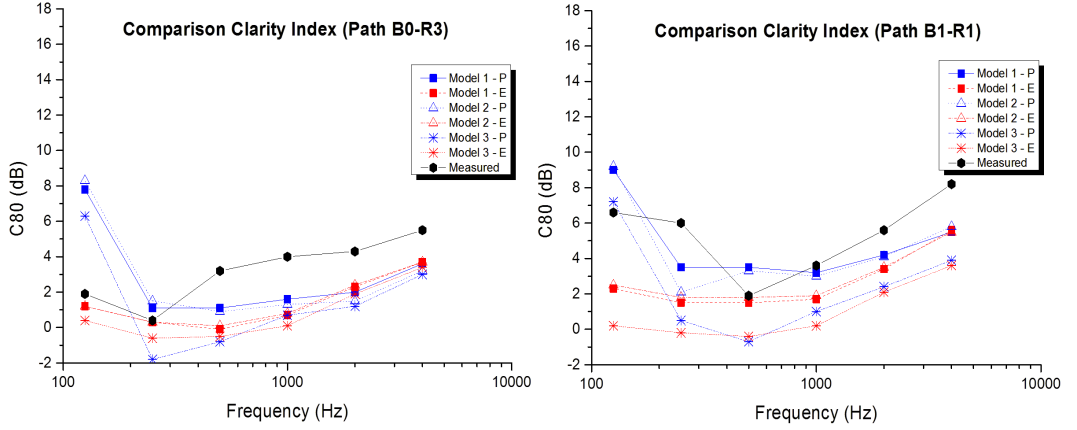 Comparison Clarity Index (Path B0-R3)
C80 (dB)
18
16
14
12
10
8
6
4
2
0
-2
Model 1 - P
Model 1 - E
Model 2 - P
Model 2 - E
Model 3 - P
Model 3 - E
Measured
100
1000
10000
Frequency (Hz)
Comparison Clarity Index (Path B1-R1)
C80 (dB)
18
16
14
12
10
8
6
4
2
0
-2
Model 1 - P
Model 1 - E
Model 2 - P
Model 2 - E
Model 3 - P
Model 3 - E
Measured
100
1000
10000
Frequency (Hz)